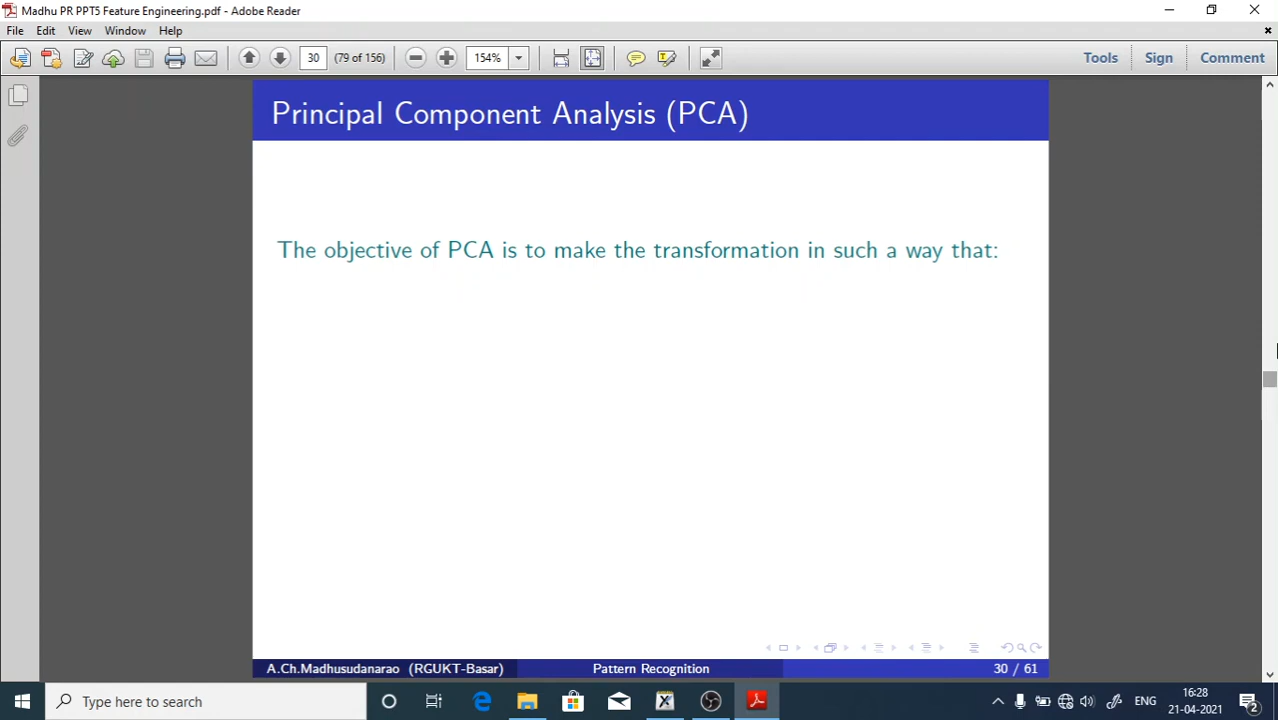 Madhu PR PPT5 Feature Engineering.pdf - Adobe Reader
File Edit View Window Help
30 (79 of 156) 154% Tools Sign Comment
Principal Component Analysis (PCA)
The objective of PCA is to make the transformation in such a way that:
A.Ch.Madhusudanarao (RGUKT-Basar) Pattern Recognition 30 / 61
Type here to search
ENG
16:28
21-04-2021
2